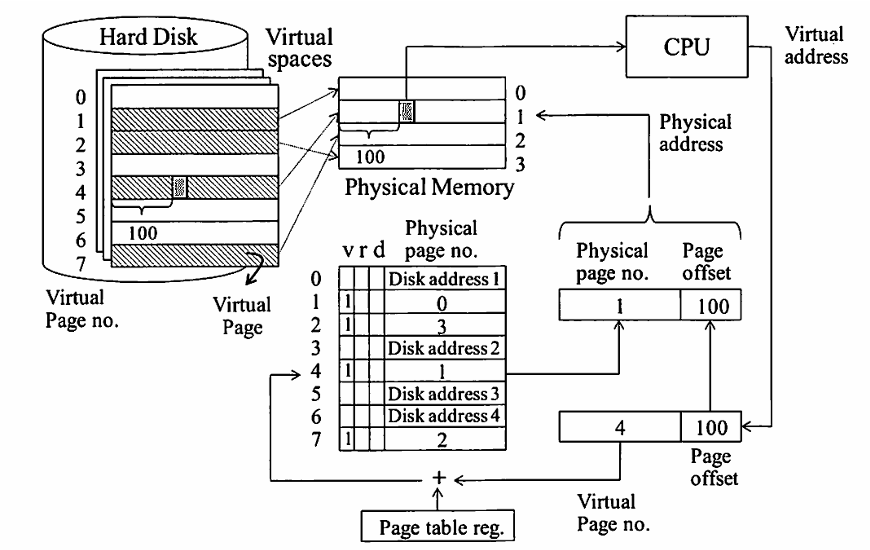 Hard Disk
Virtual
spaces
0
1
2
3
4
5
6
7
100
Virtual
Page no.
Virtual
Page
0
1
2
3
100
Physical Memory
CPU
Virtual
address
Physical
address
Physical
page no.
v r d
0
1
2
3
4
5
6
7
Disk address 1
1 0
1 3
Disk address 2
1 1
Disk address 3
Disk address 4
1 2
Physical
page no.
Page
offset
1 100
4 100
Page
offset
Virtual
Page no.
+
Page table reg.